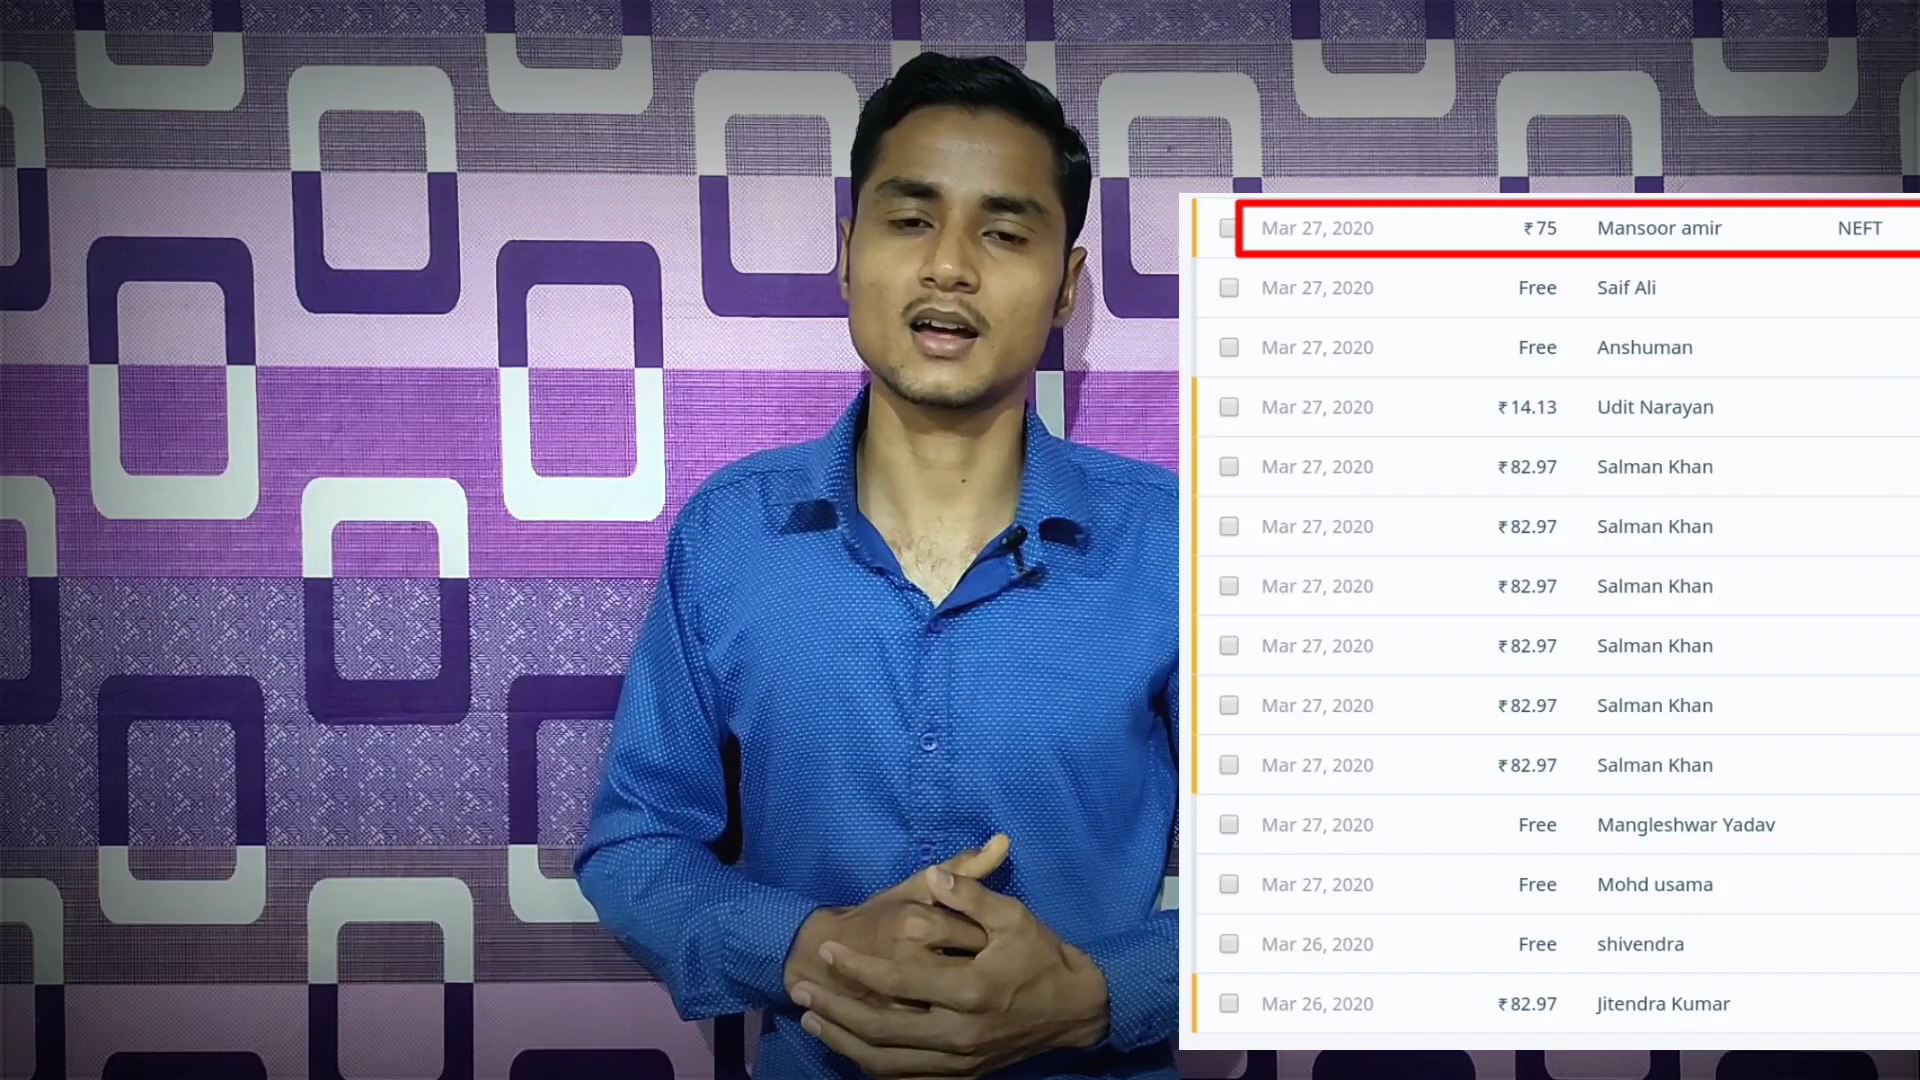 Mar 27, 2020 ₹75 Mansoor amir NEFT
Mar 27, 2020 Free Saif Ali
Mar 27, 2020 Free Anshuman
Mar 27, 2020 ₹14.13 Udit Narayan
Mar 27, 2020 ₹82.97 Salman Khan
Mar 27, 2020 ₹82.97 Salman Khan
Mar 27, 2020 ₹82.97 Salman Khan
Mar 27, 2020 ₹82.97 Salman Khan
Mar 27, 2020 ₹82.97 Salman Khan
Mar 27, 2020 ₹82.97 Salman Khan
Mar 27, 2020 Free Mangleshwar Yadav
Mar 27, 2020 Free Mohd usama
Mar 26, 2020 Free shivendra
Mar 26, 2020 ₹82.97 Jitendra Kumar